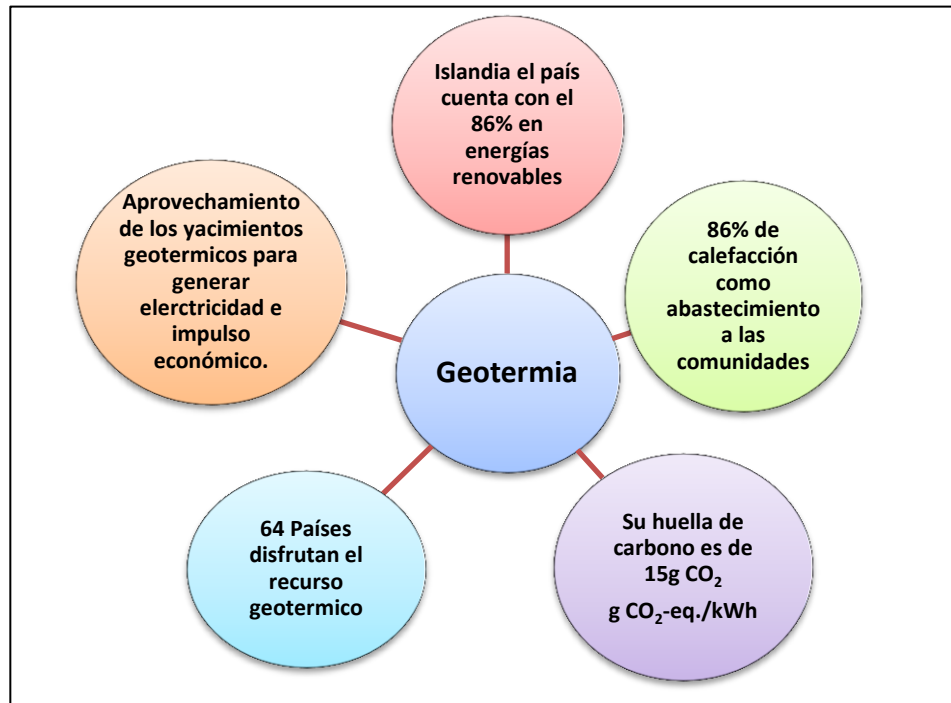 Islandia el país
cuenta con el
86% en
energías
renovables
Aprovechamiento
de los yacimientos
geotermicos para
generar
elerctricidad e
impulso
económico.
86% de
calefacción
como
abastecimiento
a las
comunidades
Geotermia
64 Países
disfrutan el
recurso
geotermico
Su huella de
carbono es de
15g CO₂
g CO₂-eq./kWh